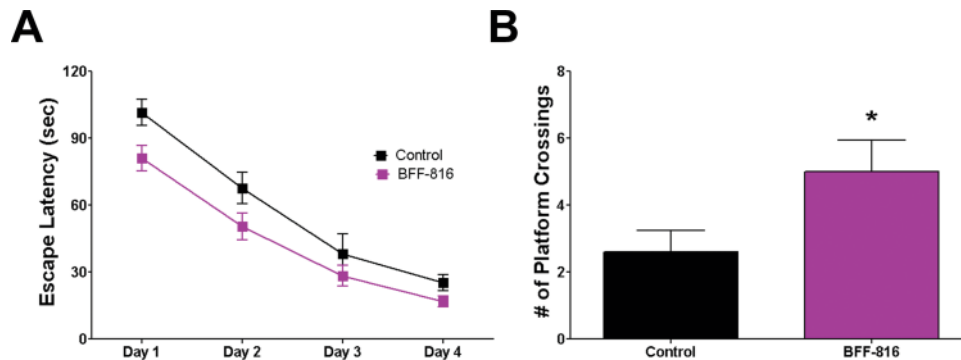 A
Escape Latency (sec)
120
90
60
30
0
Control
BFF-816
Day 1 Day 2 Day 3 Day 4
B
# of Platform Crossings
8
6
4
2
0
*
Control BFF-816